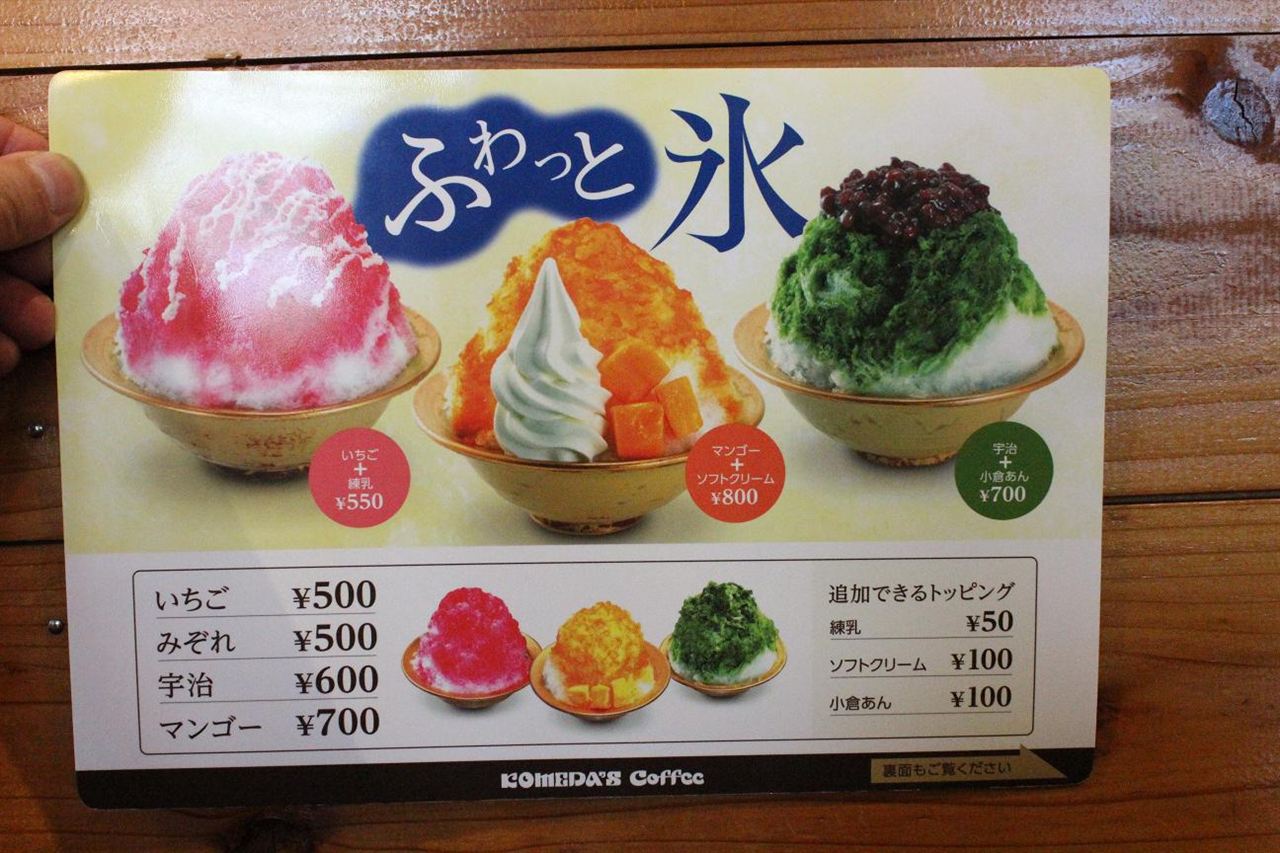 ふわっと氷
いちご
+
練乳
¥550
マンゴー
+
ソフトクリーム
¥800
宇治
+
小倉あん
¥700
いちご ¥500
みぞれ ¥500
宇治 ¥600
マンゴー ¥700
追加できるトッピング
練乳 ¥50
ソフトクリーム ¥100
小倉あん ¥100
KOMEDA'S Coffee
裏面もご覧ください